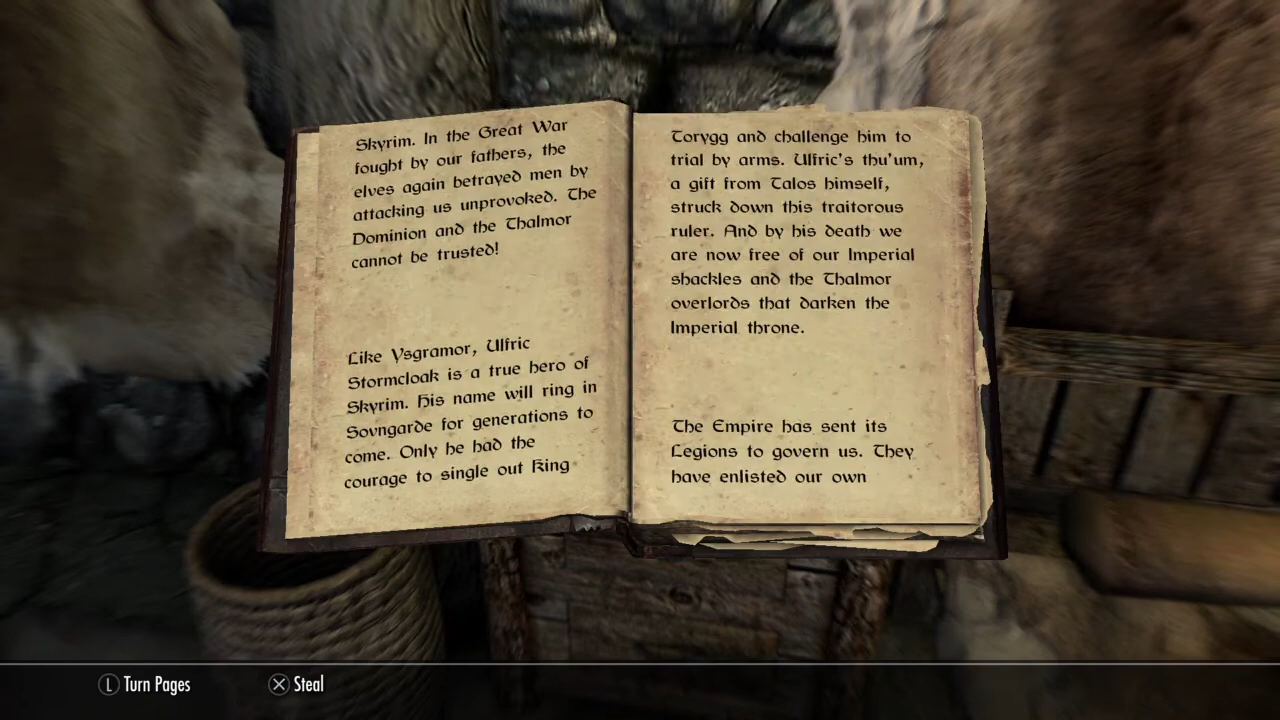 Skyrim. In the Great War
fought by our fathers, the
elves again betrayed men by
attacking us unprovoked. The
Dominion and the Thalmor
cannot be trusted!
Like Ysgramor, Ulfric
Stormcloak is a true hero of
Skyrim. His name will ring in
Sovngarde for generations to
come. Only he had the
courage to single out King
Torygg and challenge him to
trial by arms. Ulfric's thu'um,
a gift from Talos himself,
struck down this traitorous
ruler. And by his death we
are now free of our Imperial
shackles and the Thalmor
overlords that darken the
Imperial throne.
The Empire has sent its
Legions to govern us. They
have enlisted our own
L Turn Pages
X Steal